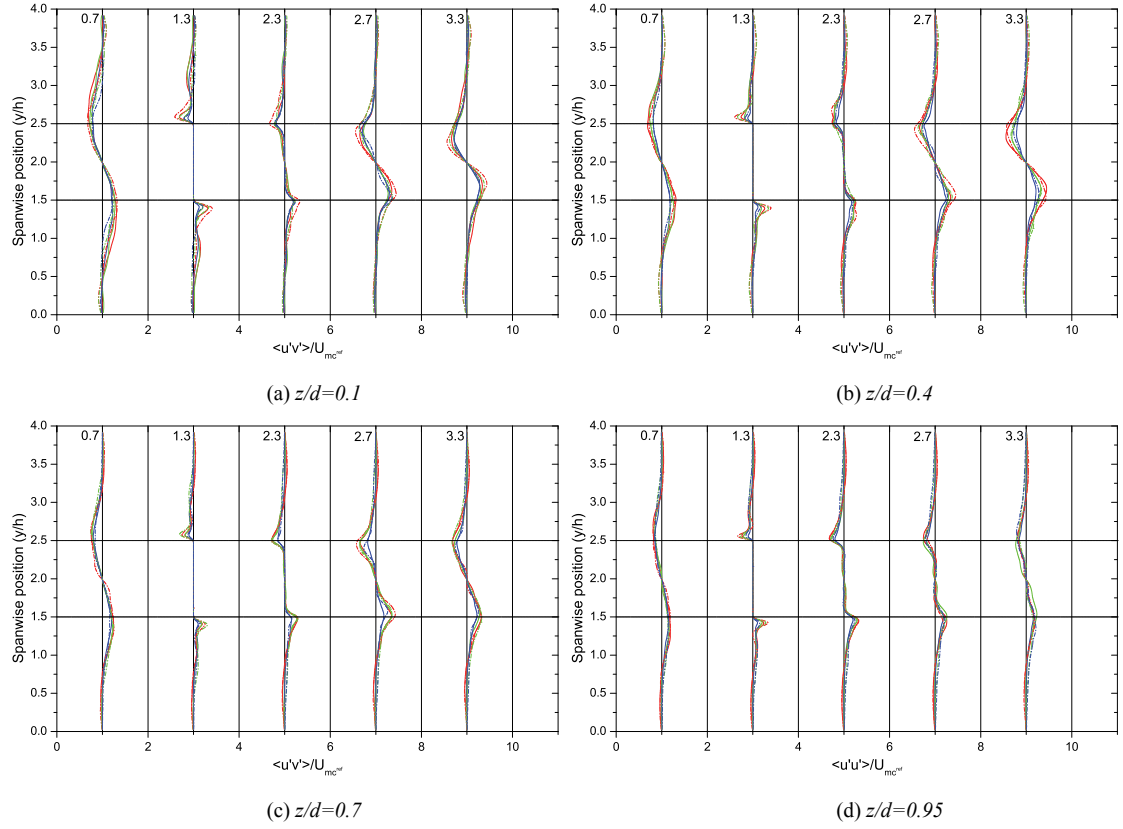 0.7 1.3 2.3 2.7 3.3
4.0
3.5
3.0
2.5
2.0
1.5
1.0
0.5
0.0
Spanwise position (y/h)
0 2 4 6 8 10
<u'v'>/U_mc^ref
(a) z/d=0.1
0.7 1.3 2.3 2.7 3.3
4.0
3.5
3.0
2.5
2.0
1.5
1.0
0.5
0.0
Spanwise position (y/h)
0 2 4 6 8 10
<u'v'>/U_mc^ref
(b) z/d=0.4
0.7 1.3 2.3 2.7 3.3
4.0
3.5
3.0
2.5
2.0
1.5
1.0
0.5
0.0
Spanwise position (y/h)
0 2 4 6 8 10
<u'v'>/U_mc^ref
(c) z/d=0.7
0.7 1.3 2.3 2.7 3.3
4.0
3.5
3.0
2.5
2.0
1.5
1.0
0.5
0.0
Spanwise position (y/h)
0 2 4 6 8 10
<u'u'>/U_mc^ref
(d) z/d=0.95